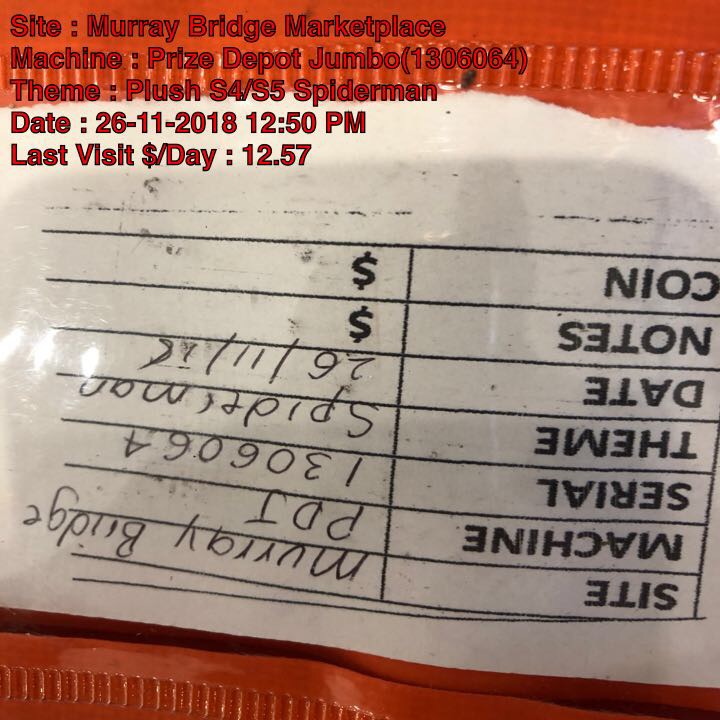 Site : Murray Bridge Marketplace
Machine : Prize Depot Jumbo(1306064)
Theme : Plush S4/S5 Spiderman
Date : 26-11-2018 12:50 PM
Last Visit $/Day : 12.57
SITE Murray Bridge
MACHINE PDJ
SERIAL 1306064
THEME Spiderman
DATE 26/11/18
NOTES $
COIN $